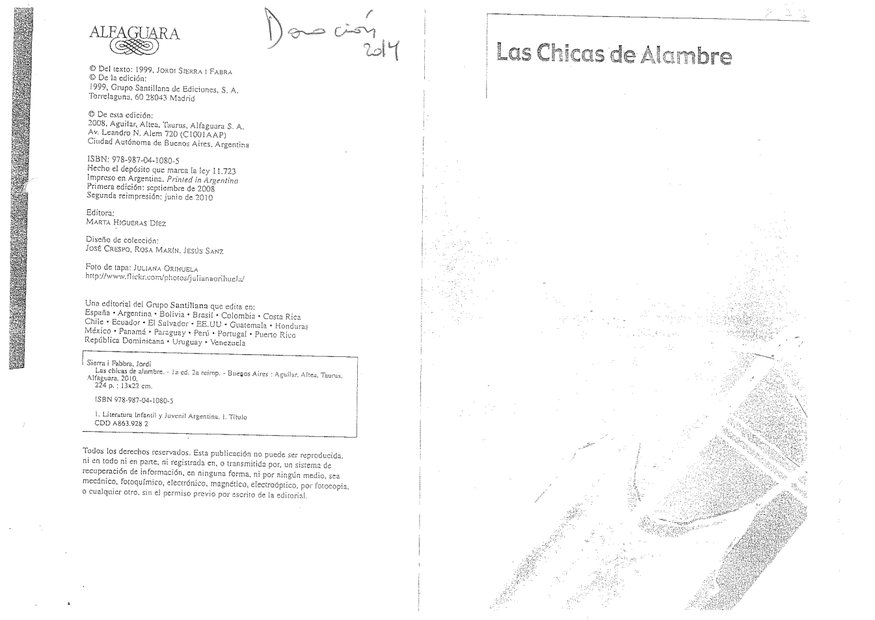 ALFAGUARA
Donación
2014
© Del texto: 1999, JORDI SIERRA I FABRA
© De la edición:
1999, Grupo Santillana de Ediciones, S. A.
Torrelaguna, 60 28043 Madrid
© De esta edición:
2008, Aguilar, Altea, Taurus, Alfaguara S. A.
Av. Leandro N. Alem 720 (C1001AAP)
Ciudad Autónoma de Buenos Aires, Argentina
ISBN: 978-987-04-1080-5
Hecho el depósito que marca la ley 11.723
Impreso en Argentina. Printed in Argentina
Primera edición: septiembre de 2008
Segunda reimpresión: junio de 2010
Editora:
MARTA HIGUERAS DÍEZ
Diseño de colección:
JOSÉ CRESPO, ROSA MARÍN, JESÚS SANZ
Foto de tapa: JULIANA ORIHUELA
http://www.flickr.com/photos/julianaorihuela/
Una editorial del Grupo Santillana que edita en:
España • Argentina • Bolivia • Brasil • Colombia • Costa Rica
Chile • Ecuador • El Salvador • EE.UU • Guatemala • Honduras
México • Panamá • Paraguay • Perú • Portugal • Puerto Rico
República Dominicana • Uruguay • Venezuela
Sierra i Fabbra, Jordi
Las chicas de alambre. - 1a ed. 2a reimp. - Buenos Aires : Aguilar, Altea, Taurus,
Alfaguara, 2010.
224 p. ; 13x22 cm.
ISBN 978-987-04-1080-5
1. Literatura Infantil y Juvenil Argentina. I. Título
CDD A863.928 2
Todos los derechos reservados. Esta publicación no puede ser reproducida,
ni en todo ni en parte, ni registrada en, o transmitida por, un sistema de
recuperación de información, en ninguna forma, ni por ningún medio, sea
mecánico, fotoquímico, electrónico, magnético, electroóptico, por fotocopia,
o cualquier otro, sin el permiso previo por escrito de la editorial.
Las Chicas de Alambre